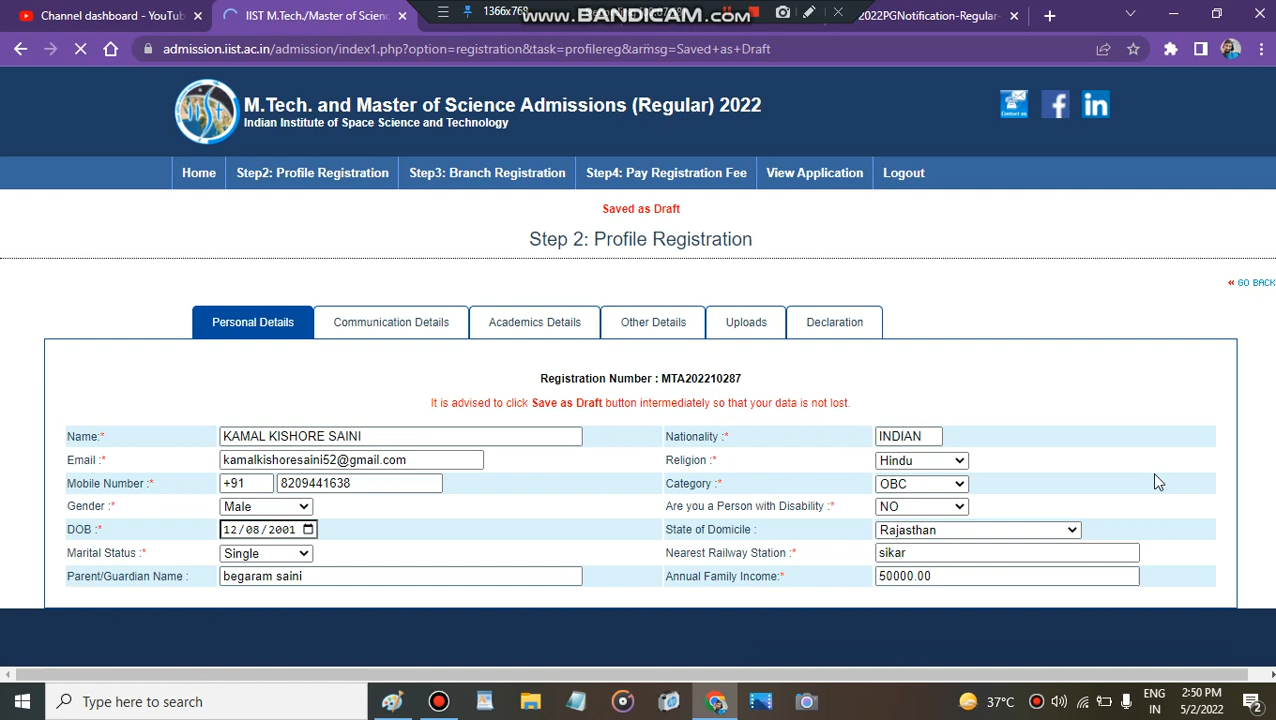 Channel dashboard - YouTub
IIST M.Tech./Master of Scienc
1366x768
www.BANDICAM.com
2022PGNotification-Regular-
admission.iist.ac.in/admission/index1.php?option=registration&task=profilereg&armsg=Saved+as+Draft
M.Tech. and Master of Science Admissions (Regular) 2022
Indian Institute of Space Science and Technology
Contact us
Home
Step2: Profile Registration
Step3: Branch Registration
Step4: Pay Registration Fee
View Application
Logout
Saved as Draft
Step 2: Profile Registration
« GO BACK
Personal Details
Communication Details
Academics Details
Other Details
Uploads
Declaration
Registration Number : MTA202210287
It is advised to click Save as Draft button intermediately so that your data is not lost.
Name:* KAMAL KISHORE SAINI
Nationality :* INDIAN
Email :* kamalkishoresaini52@gmail.com
Religion :* Hindu
Mobile Number :* +91 8209441638
Category :* OBC
Gender :* Male
Are you a Person with Disability :* NO
DOB :* 12/08/2001
State of Domicile : Rajasthan
Marital Status :* Single
Nearest Railway Station :* sikar
Parent/Guardian Name : begaram saini
Annual Family Income:* 50000.00
Type here to search
37°C
ENG
IN
2:50 PM
5/2/2022
2